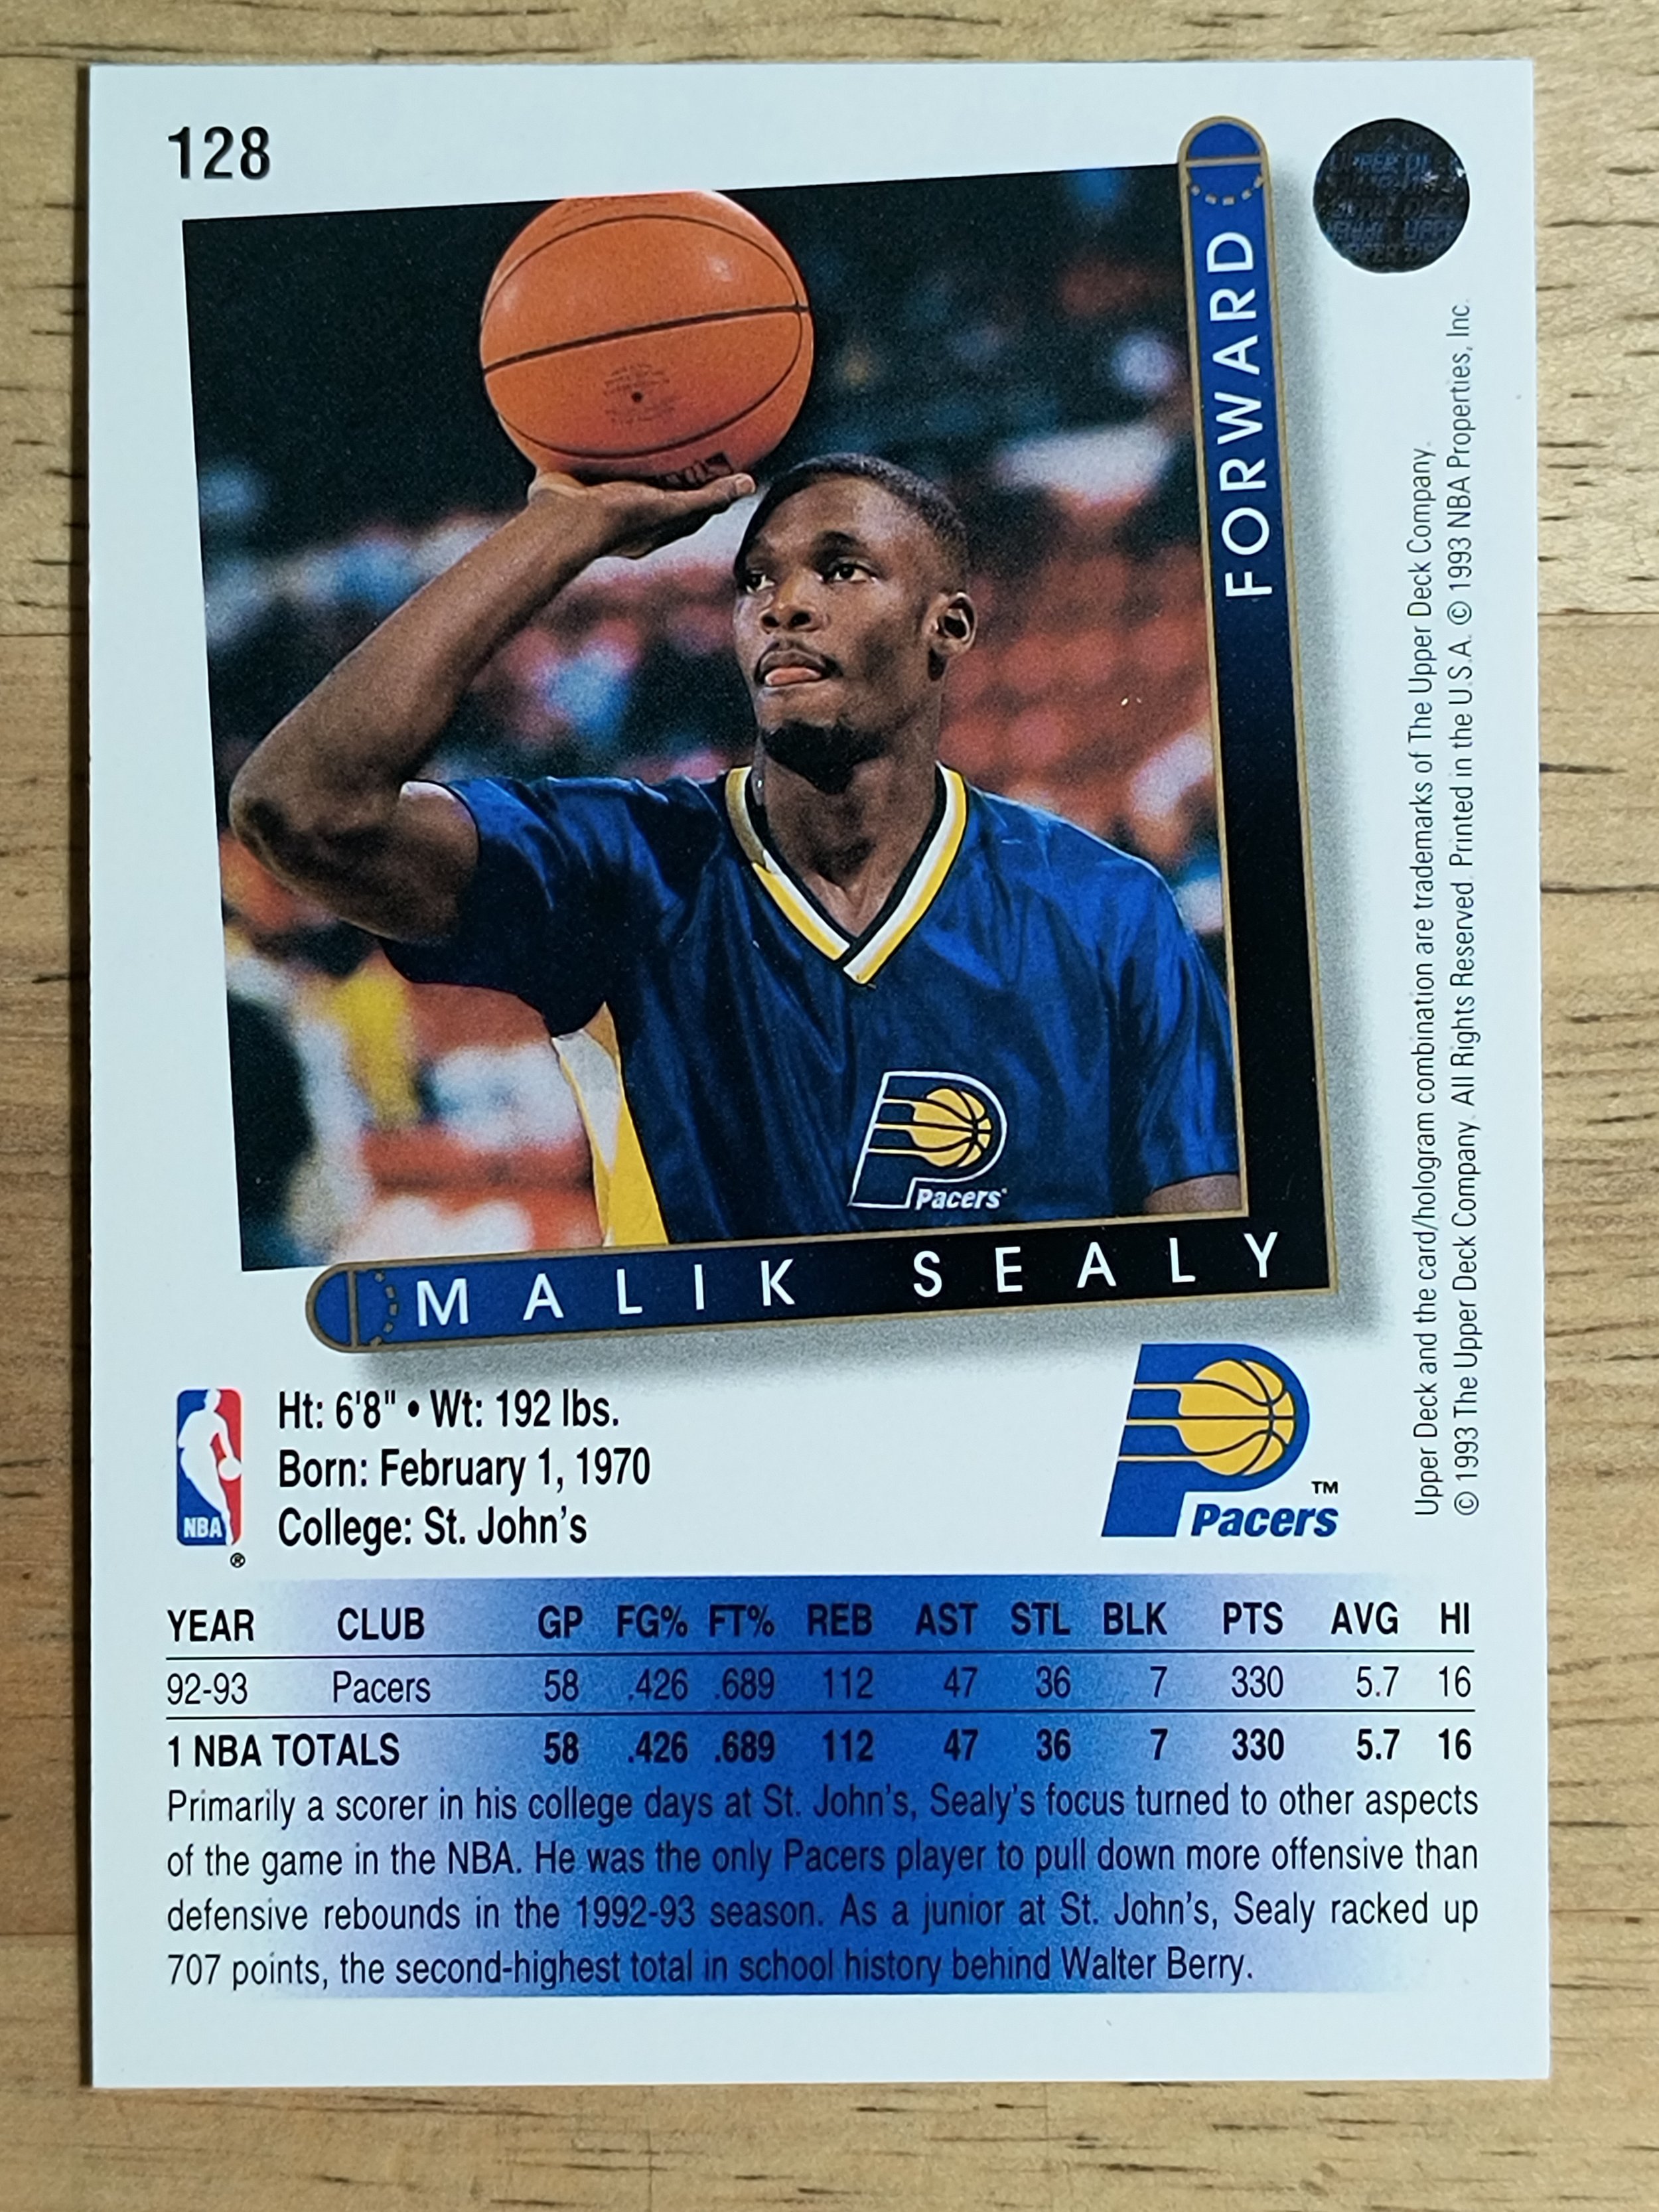 128
FORWARD
Pacers
MALIK SEALY
NBA
®
Ht: 6'8" • Wt: 192 lbs.
Born: February 1, 1970
College: St. John's
TM
Pacers
Upper Deck and the card/hologram combination are trademarks of The Upper Deck Company.
© 1993 The Upper Deck Company. All Rights Reserved. Printed in the U.S.A. © 1993 NBA Properties, Inc.
YEAR CLUB GP FG% FT% REB AST STL BLK PTS AVG HI
92-93 Pacers 58 .426 .689 112 47 36 7 330 5.7 16
1 NBA TOTALS 58 .426 .689 112 47 36 7 330 5.7 16
Primarily a scorer in his college days at St. John's, Sealy's focus turned to other aspects
of the game in the NBA. He was the only Pacers player to pull down more offensive than
defensive rebounds in the 1992-93 season. As a junior at St. John's, Sealy racked up
707 points, the second-highest total in school history behind Walter Berry.